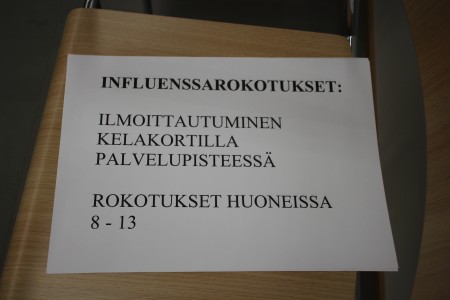 INFLUENSSAROKOTUKSET:
ILMOITTAUTUMINEN
KELAKORTILLA
PALVELUPISTEESSÄ
ROKOTUKSET HUONEISSA
8 - 13